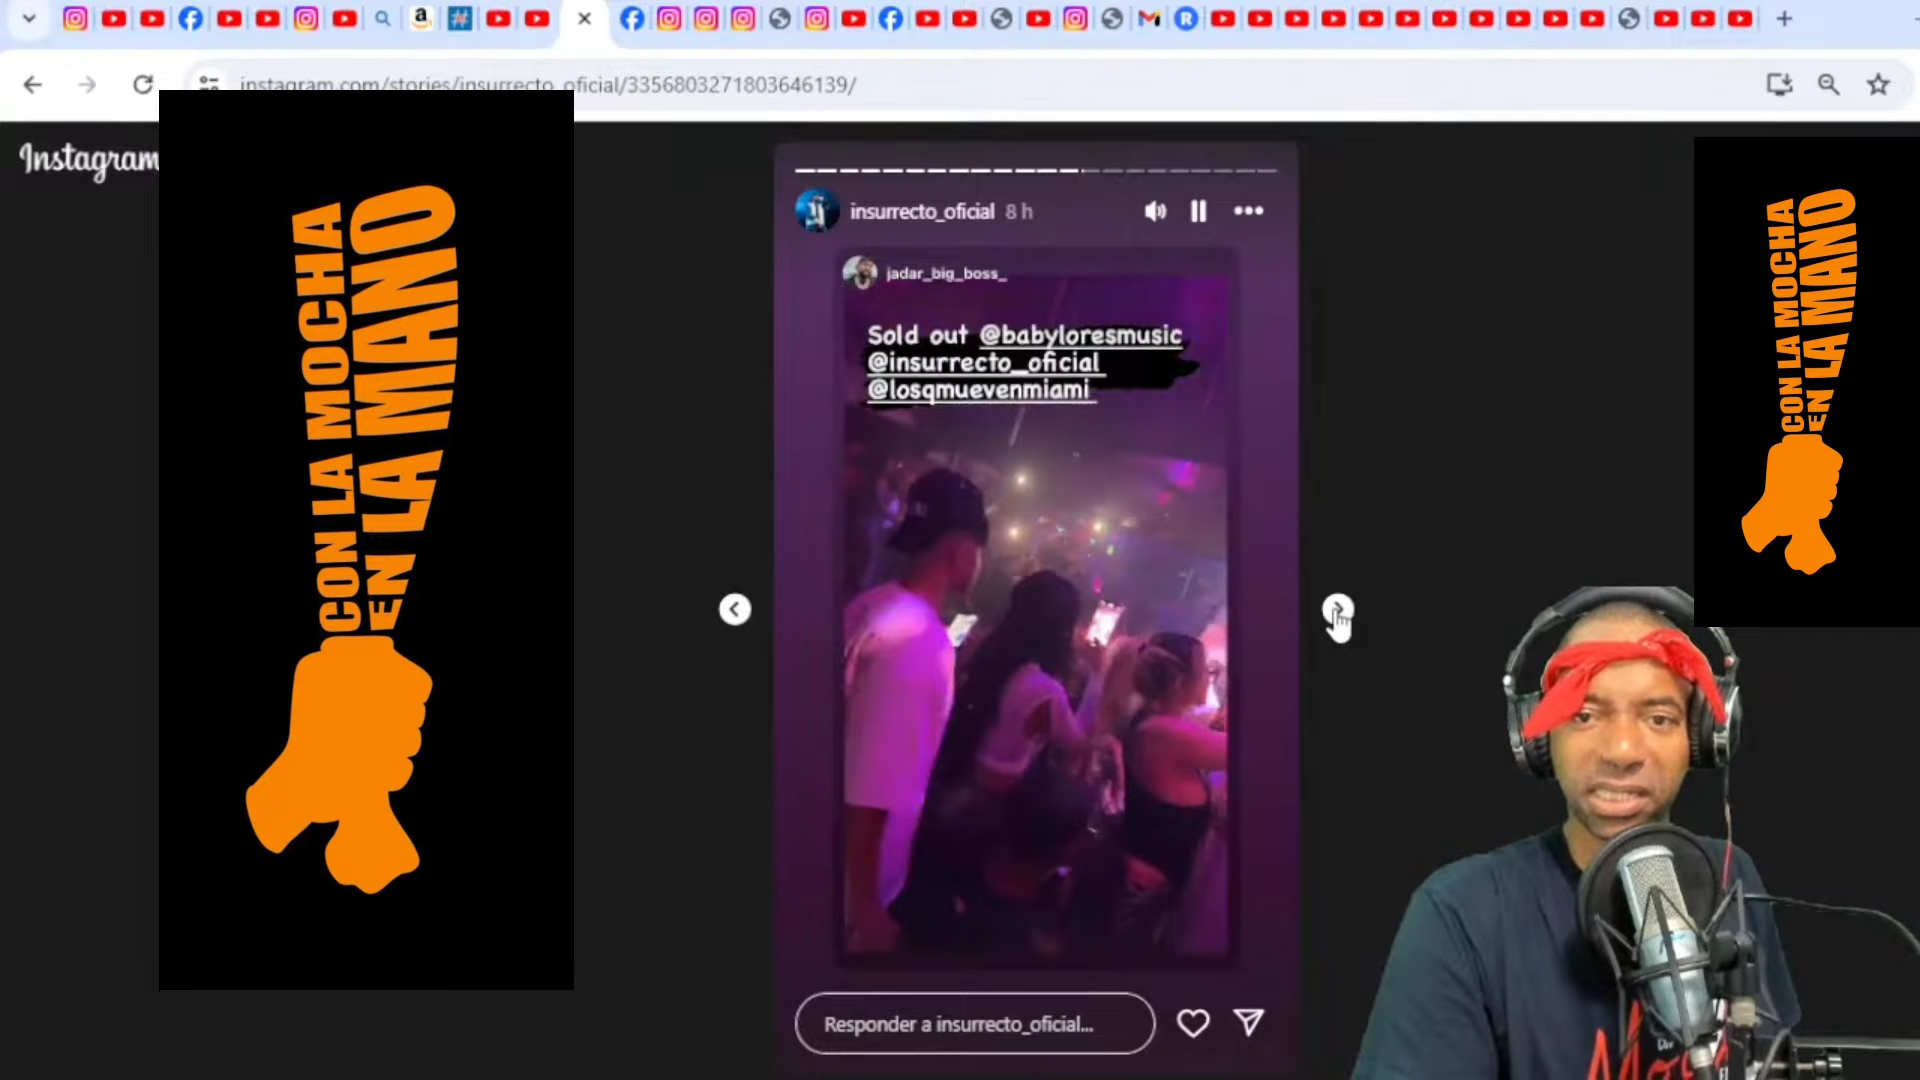 instagram.com/stories/insurrecto_oficial/3356803271803646139/
Instagram
CON LA MOCHA
EN LA MANO
insurrecto_oficial 8 h
jadar_big_boss_
Sold out @babyloresmusic
@insurrecto_oficial
@losqmuevenmiami
Responder a insurrecto_oficial...
CON LA MOCHA
EN LA MANO